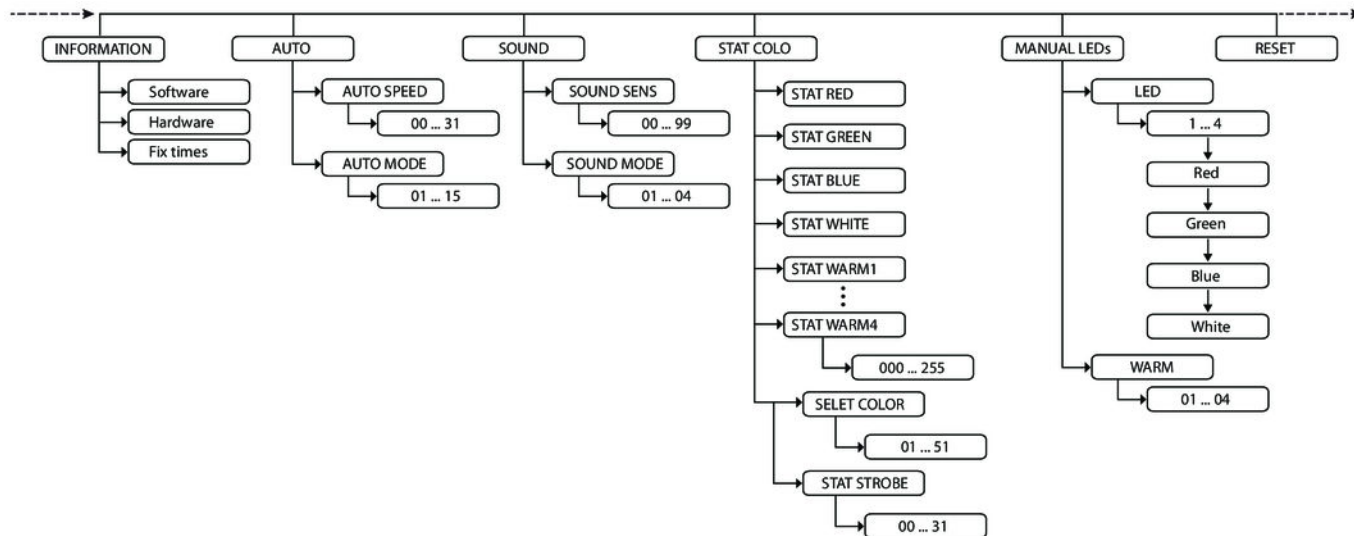 INFORMATION
Software
Hardware
Fix times
AUTO
AUTO SPEED
00 ... 31
AUTO MODE
01 ... 15
SOUND
SOUND SENS
00 ... 99
SOUND MODE
01 ... 04
STAT COLO
STAT RED
STAT GREEN
STAT BLUE
STAT WHITE
STAT WARM1
STAT WARM4
000 ... 255
SELET COLOR
01 ... 51
STAT STROBE
00 ... 31
MANUAL LEDs
LED
1 ... 4
Red
Green
Blue
White
WARM
01 ... 04
RESET